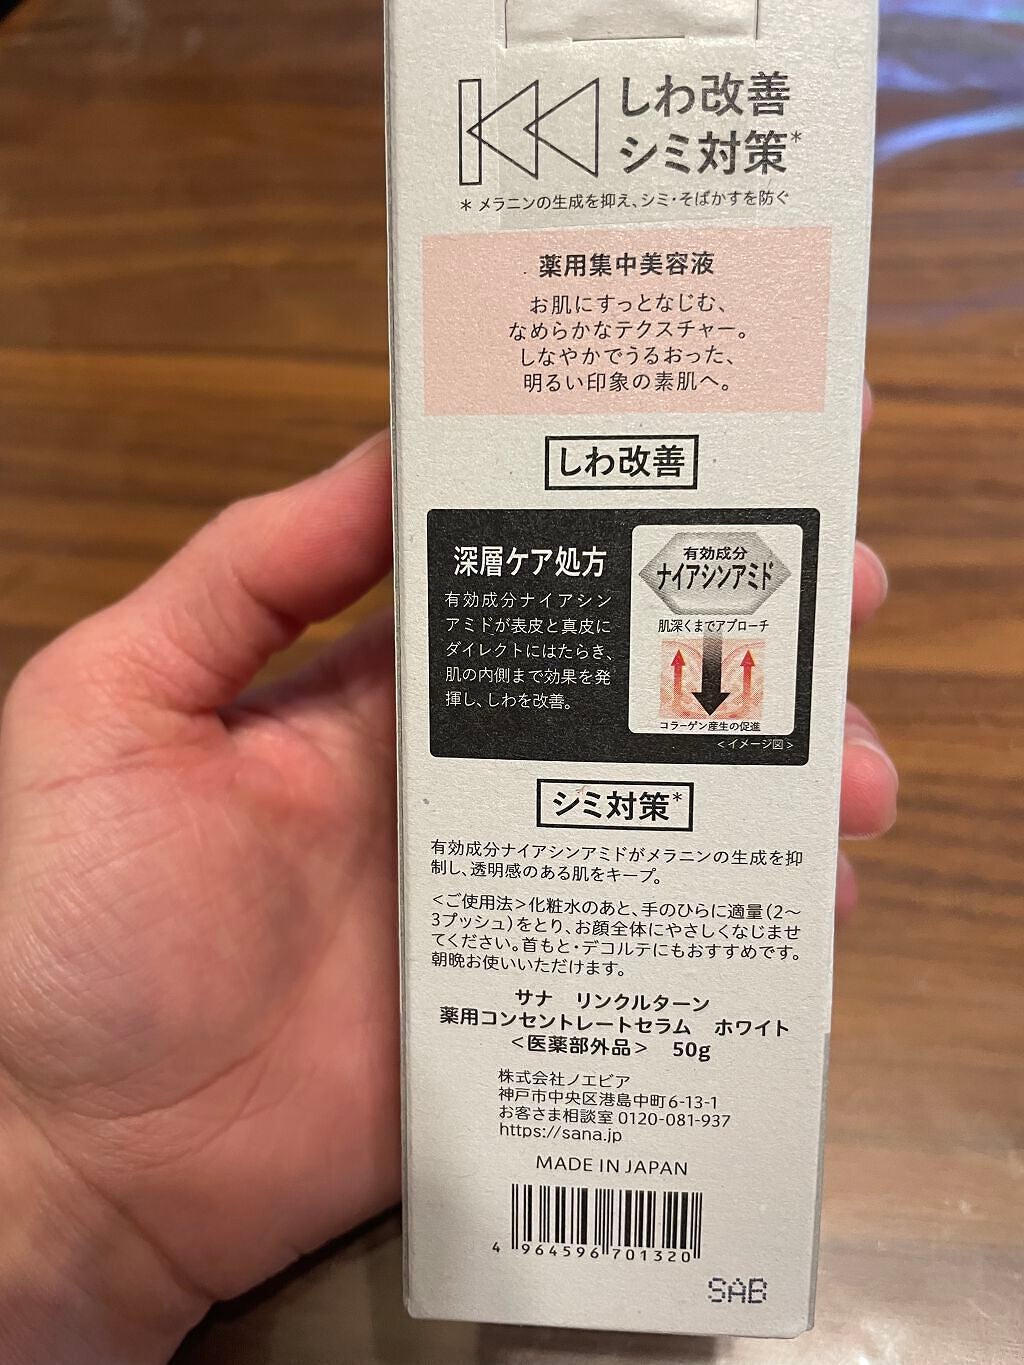 しわ改善
シミ対策*
* メラニンの生成を抑え、シミ・そばかすを防ぐ
薬用集中美容液
お肌にすっとなじむ、
なめらかなテクスチャー。
しなやかでうるおった、
明るい印象の素肌へ。
しわ改善
深層ケア処方
有効成分ナイアシン
アミドが表皮と真皮に
ダイレクトにはたらき、
肌の内側まで効果を発
揮し、しわを改善。
有効成分
ナイアシンアミド
肌深くまでアプローチ
コラーゲン産生の促進
<イメージ図>
シミ対策*
有効成分ナイアシンアミドがメラニンの生成を抑
制し、透明感のある肌をキープ。
<ご使用法>化粧水のあと、手のひらに適量(2〜
3プッシュ)をとり、お顔全体にやさしくなじませ
てください。首もと・デコルテにもおすすめです。
朝晩お使いいただけます。
サナ リンクルターン
薬用コンセントレートセラム ホワイト
<医薬部外品> 50g
株式会社ノエビア
神戸市中央区港島中町6-13-1
お客さま相談室 0120-081-937
https://sana.jp
MADE IN JAPAN
4 964596 701320
SAB